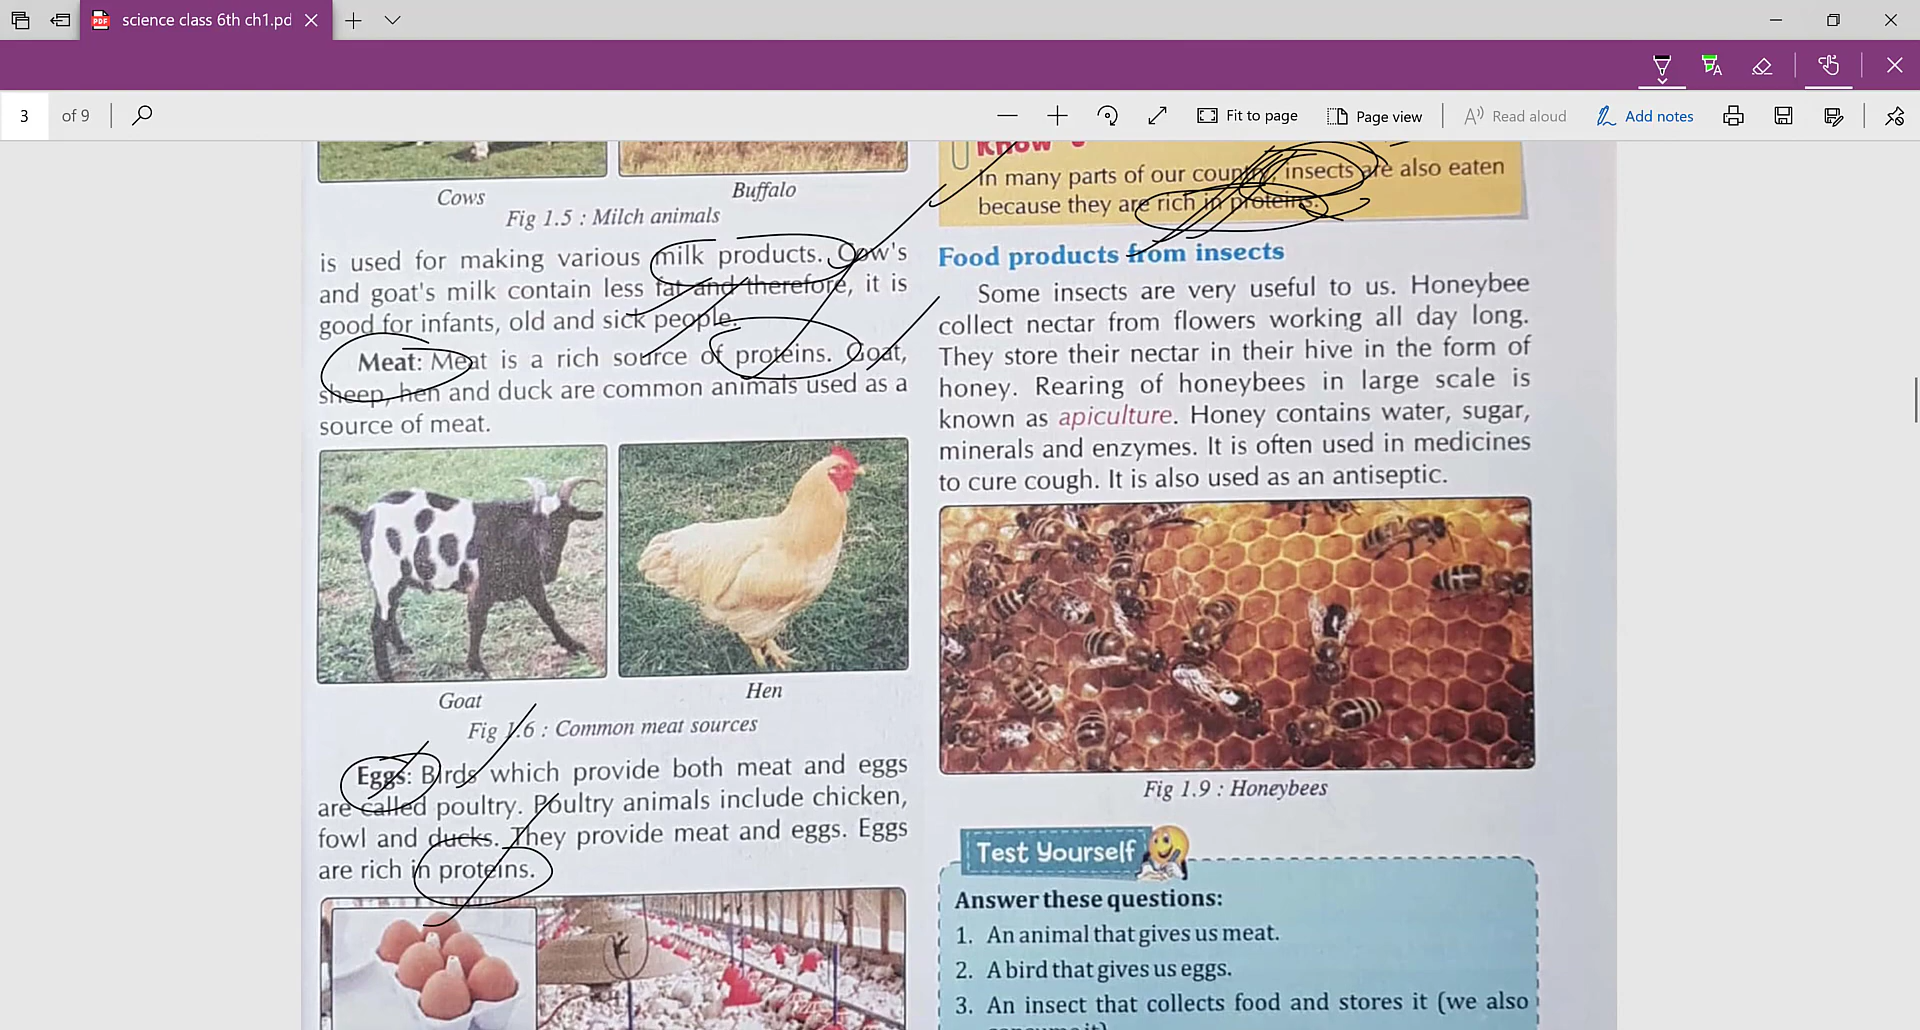 science class 6th ch1.pd
3 of 9
Fit to page
Page view
Read aloud
Add notes
Cows
Buffalo
Fig 1.5 : Milch animals
is used for making various milk products. Cow's
and goat's milk contain less fat and therefore, it is
good for infants, old and sick people.
Meat: Meat is a rich source of proteins. Goat,
sheep, hen and duck are common animals used as a
source of meat.
Goat
Hen
Fig 1.6 : Common meat sources
Eggs: Birds which provide both meat and eggs
are called poultry. Poultry animals include chicken,
fowl and ducks. They provide meat and eggs. Eggs
are rich in proteins.
Know
In many parts of our country, insects are also eaten
because they are rich in proteins.
Food products from insects
Some insects are very useful to us. Honeybee
collect nectar from flowers working all day long.
They store their nectar in their hive in the form of
honey. Rearing of honeybees in large scale is
known as apiculture. Honey contains water, sugar,
minerals and enzymes. It is often used in medicines
to cure cough. It is also used as an antiseptic.
Fig 1.9 : Honeybees
Test Yourself
Answer these questions:
1. An animal that gives us meat.
2. A bird that gives us eggs.
3. An insect that collects food and stores it (we also